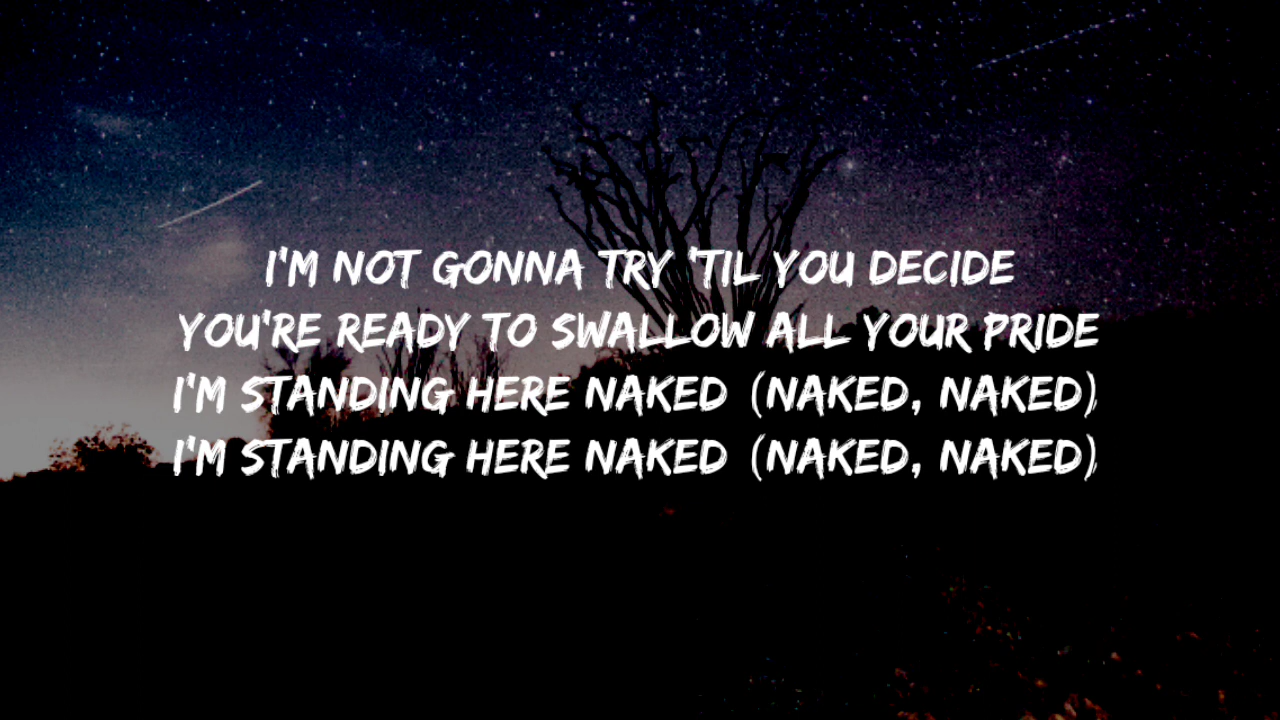 I'M NOT GONNA TRY 'TIL YOU DECIDE
YOU'RE READY TO SWALLOW ALL YOUR PRIDE
I'M STANDING HERE NAKED (NAKED, NAKED)
I'M STANDING HERE NAKED (NAKED, NAKED)